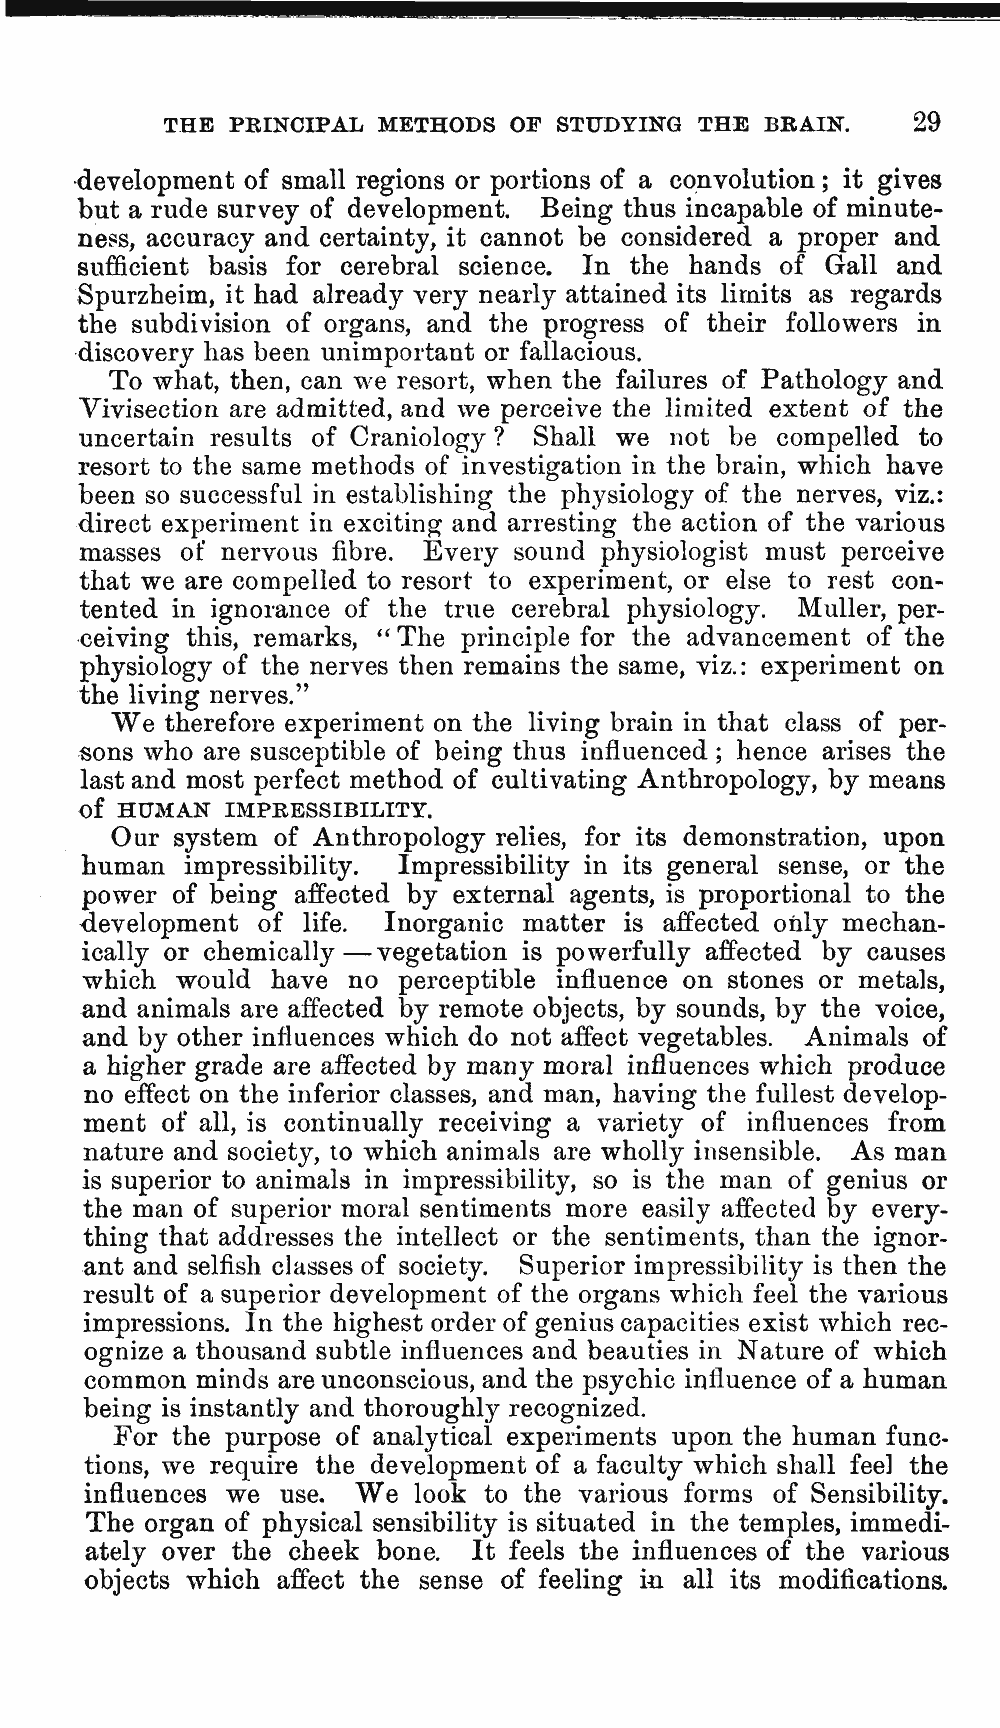 THE PRINCIPAL METHODS OF STUDYING THE BRAIN. 29
development of small regions or portions of a convolution; it gives
but a rude survey of development. Being thus incapable of minute-
ness, accuracy and certainty, it cannot be considered a proper and
sufficient basis for cerebral science. In the hands of Gall and
Spurzheim, it had already very nearly attained its limits as regards
the subdivision of organs, and the progress of their followers in
discovery has been unimportant or fallacious.
To what, then, can we resort, when the failures of Pathology and
Vivisection are admitted, and we perceive the limited extent of the
uncertain results of Craniology? Shall we not be compelled to
resort to the same methods of investigation in the brain, which have
been so successful in establishing the physiology of the nerves, viz.:
direct experiment in exciting and arresting the action of the various
masses of nervous fibre. Every sound physiologist must perceive
that we are compelled to resort to experiment, or else to rest con-
tented in ignorance of the true cerebral physiology. Muller, per-
ceiving this, remarks, "The principle for the advancement of the
physiology of the nerves then remains the same, viz.: experiment on
the living nerves."
We therefore experiment on the living brain in that class of per-
sons who are susceptible of being thus influenced; hence arises the
last and most perfect method of cultivating Anthropology, by means
of HUMAN IMPRESSIBILITY.
Our system of Anthropology relies, for its demonstration, upon
human impressibility. Impressibility in its general sense, or the
power of being affected by external agents, is proportional to the
development of life. Inorganic matter is affected only mechan-
ically or chemically — vegetation is powerfully affected by causes
which would have no perceptible influence on stones or metals,
and animals are affected by remote objects, by sounds, by the voice,
and by other influences which do not affect vegetables. Animals of
a higher grade are affected by many moral influences which produce
no effect on the inferior classes, and man, having the fullest develop-
ment of all, is continually receiving a variety of influences from
nature and society, to which animals are wholly insensible. As man
is superior to animals in impressibility, so is the man of genius or
the man of superior moral sentiments more easily affected by every-
thing that addresses the intellect or the sentiments, than the ignor-
ant and selfish classes of society. Superior impressibility is then the
result of a superior development of the organs which feel the various
impressions. In the highest order of genius capacities exist which rec-
ognize a thousand subtle influences and beauties in Nature of which
common minds are unconscious, and the psychic influence of a human
being is instantly and thoroughly recognized.
For the purpose of analytical experiments upon the human func-
tions, we require the development of a faculty which shall feel the
influences we use. We look to the various forms of Sensibility.
The organ of physical sensibility is situated in the temples, immedi-
ately over the cheek bone. It feels the influences of the various
objects which affect the sense of feeling in all its modifications.